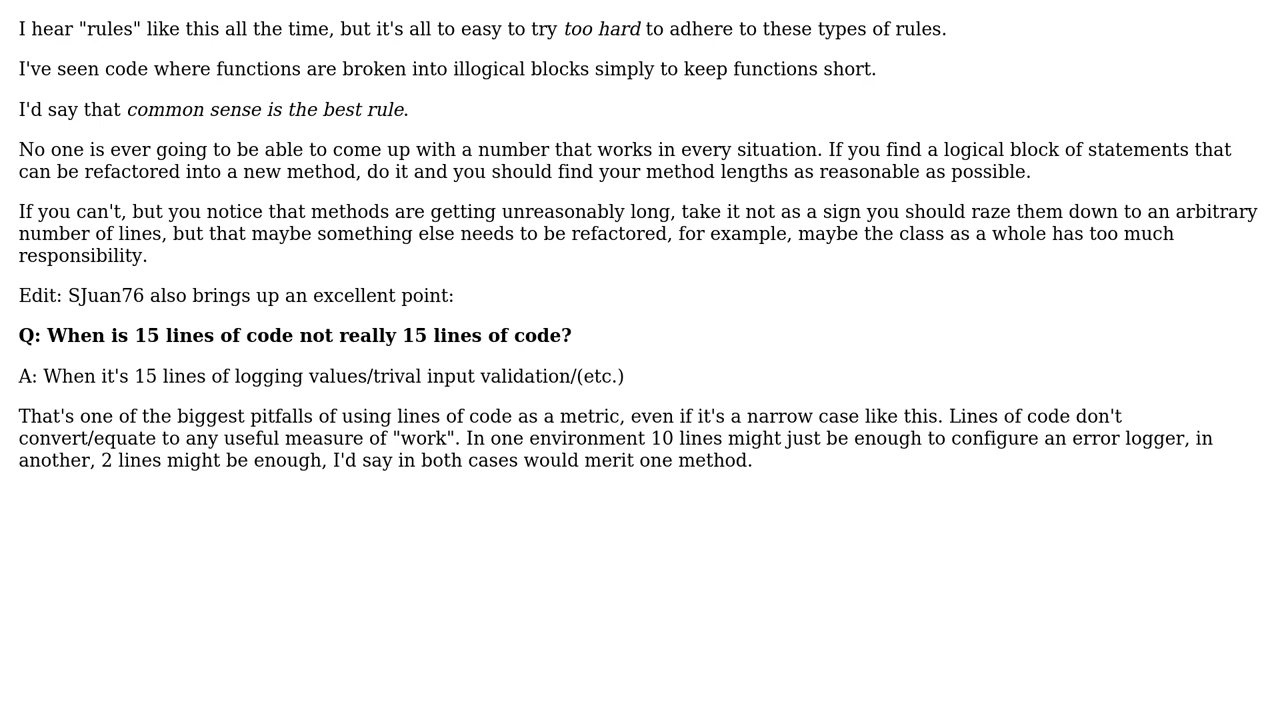 I hear "rules" like this all the time, but it's all to easy to try too hard to adhere to these types of rules.
I've seen code where functions are broken into illogical blocks simply to keep functions short.
I'd say that common sense is the best rule.
No one is ever going to be able to come up with a number that works in every situation. If you find a logical block of statements that
can be refactored into a new method, do it and you should find your method lengths as reasonable as possible.
If you can't, but you notice that methods are getting unreasonably long, take it not as a sign you should raze them down to an arbitrary
number of lines, but that maybe something else needs to be refactored, for example, maybe the class as a whole has too much
responsibility.
Edit: SJuan76 also brings up an excellent point:
Q: When is 15 lines of code not really 15 lines of code?
A: When it's 15 lines of logging values/trival input validation/(etc.)
That's one of the biggest pitfalls of using lines of code as a metric, even if it's a narrow case like this. Lines of code don't
convert/equate to any useful measure of "work". In one environment 10 lines might just be enough to configure an error logger, in
another, 2 lines might be enough, I'd say in both cases would merit one method.